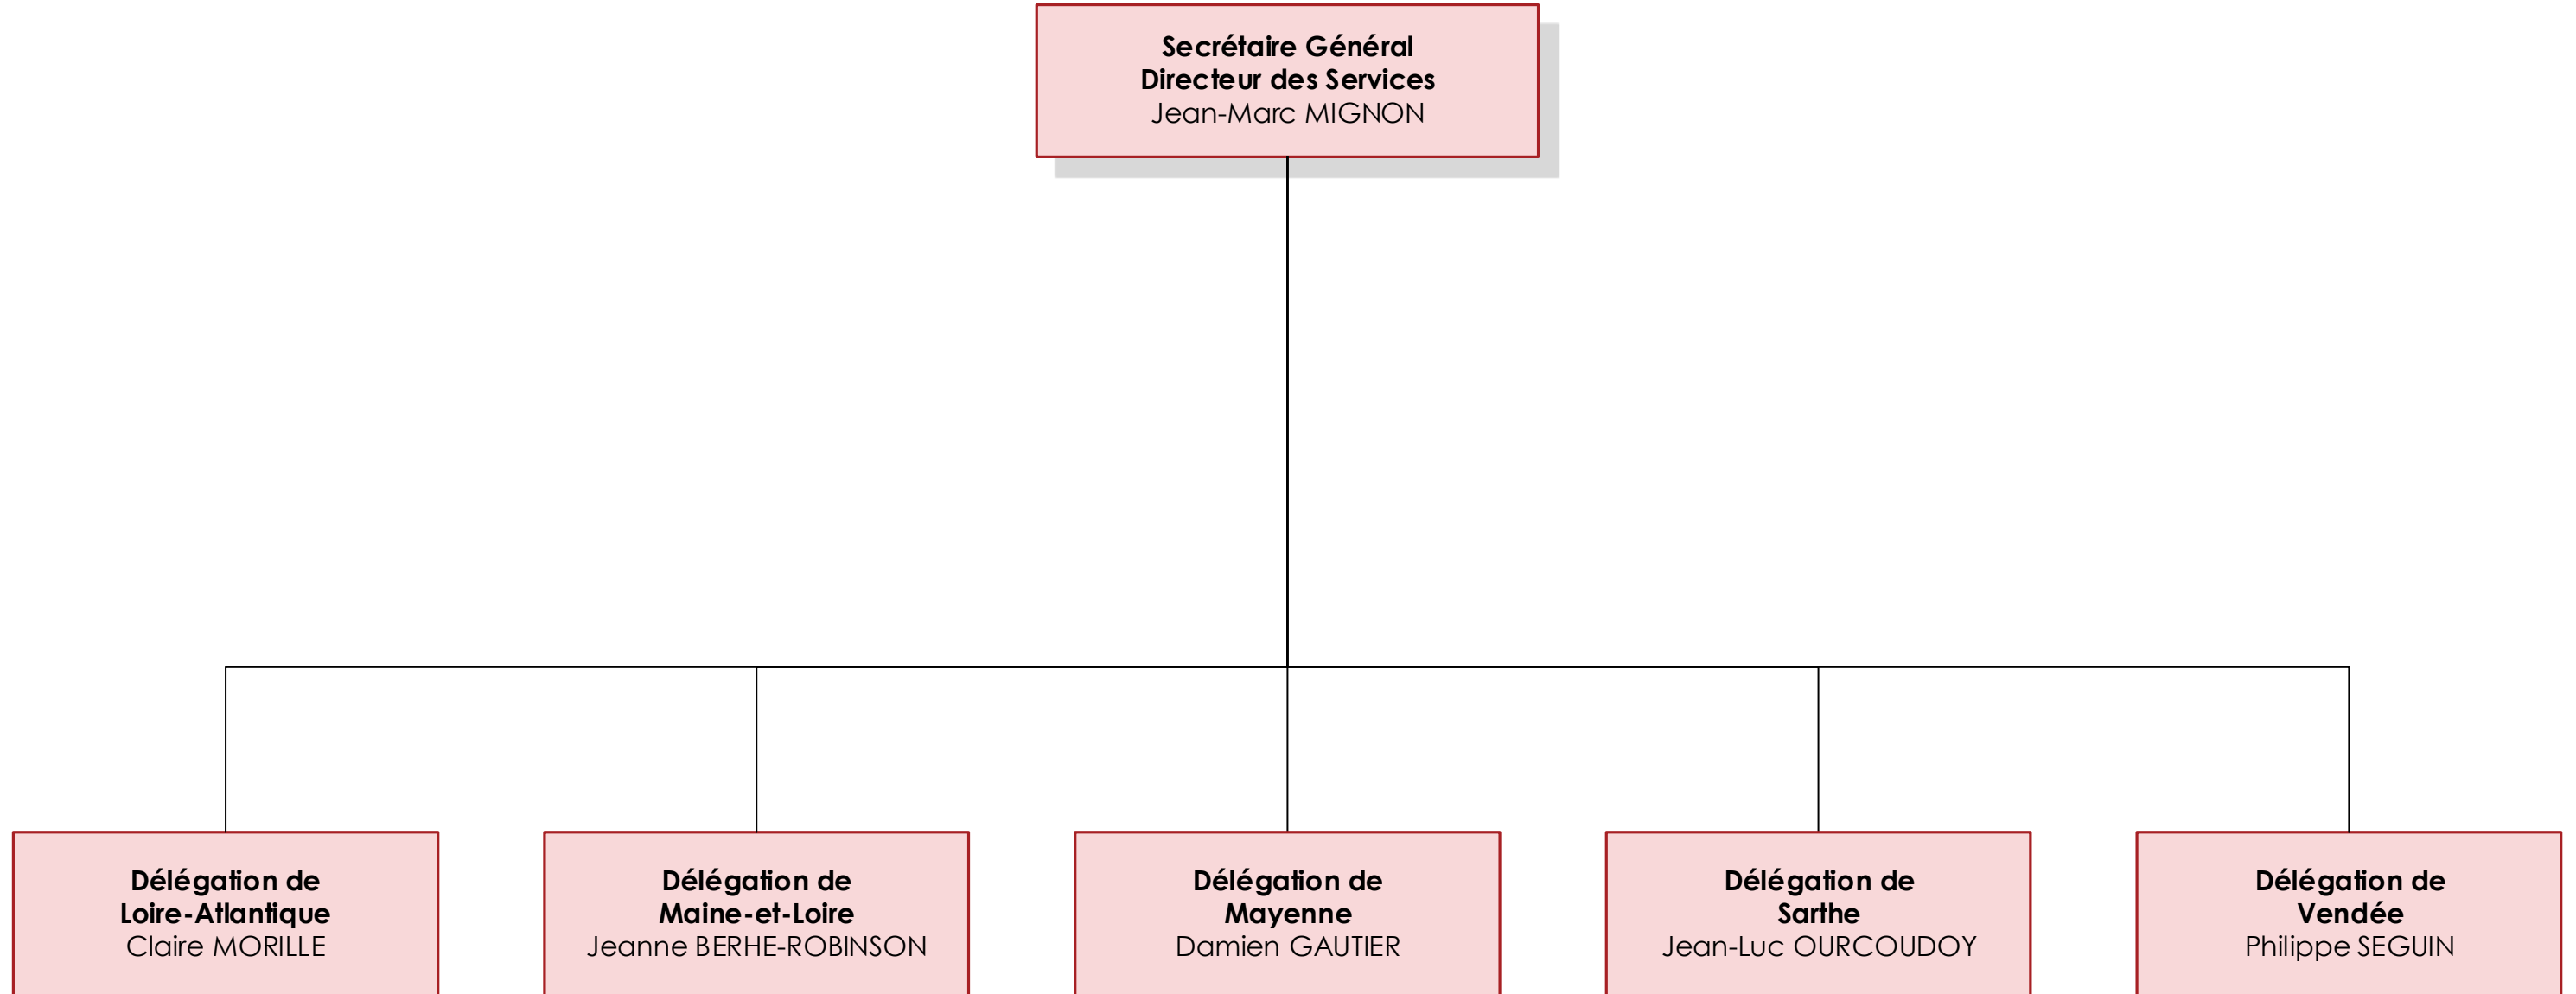 Secrétaire Général
Directeur des Services
Jean-Marc MIGNON
Délégation de
Loire-Atlantique
Claire MORILLE
Délégation de
Maine-et-Loire
Jeanne BERHE-ROBINSON
Délégation de
Mayenne
Damien GAUTIER
Délégation de
Sarthe
Jean-Luc OURCOUDOY
Délégation de
Vendée
Philippe SEGUIN